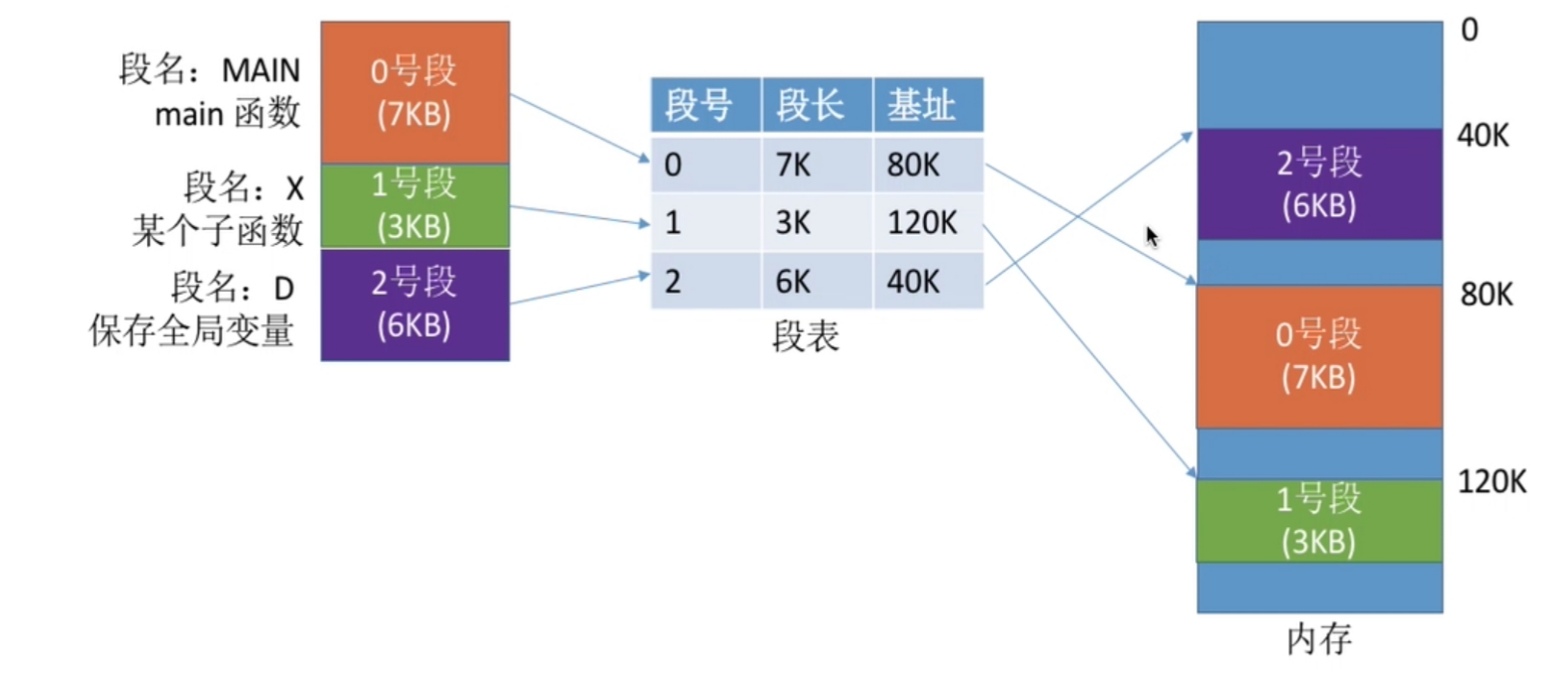 段名：MAIN
main 函数
段名：X
某个子函数
段名：D
保存全局变量
0号段
(7KB)
1号段
(3KB)
2号段
(6KB)
段号 段长 基址
0 7K 80K
1 3K 120K
2 6K 40K
段表
0
40K
2号段
(6KB)
80K
0号段
(7KB)
120K
1号段
(3KB)
内存